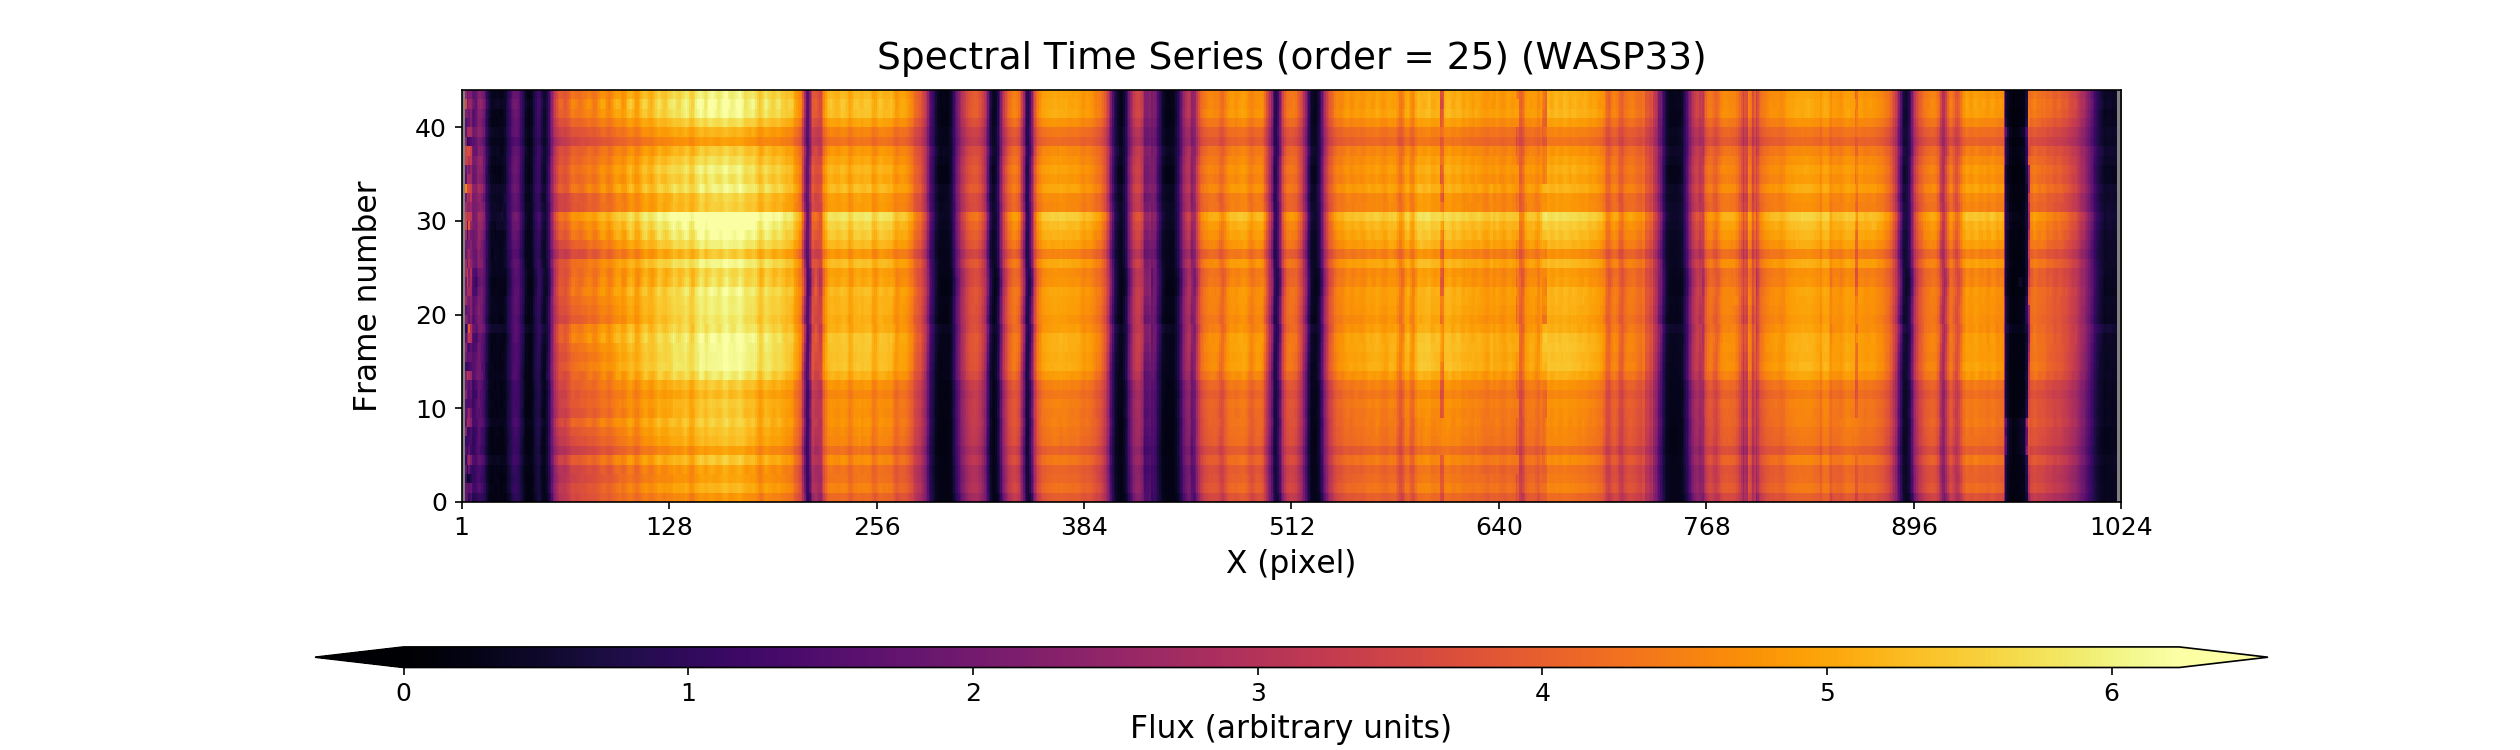 Spectral Time Series (order = 25) (WASP33)
Frame number
40
30
20
10
0
1 128 256 384 512 640 768 896 1024
X (pixel)
0 1 2 3 4 5 6
Flux (arbitrary units)